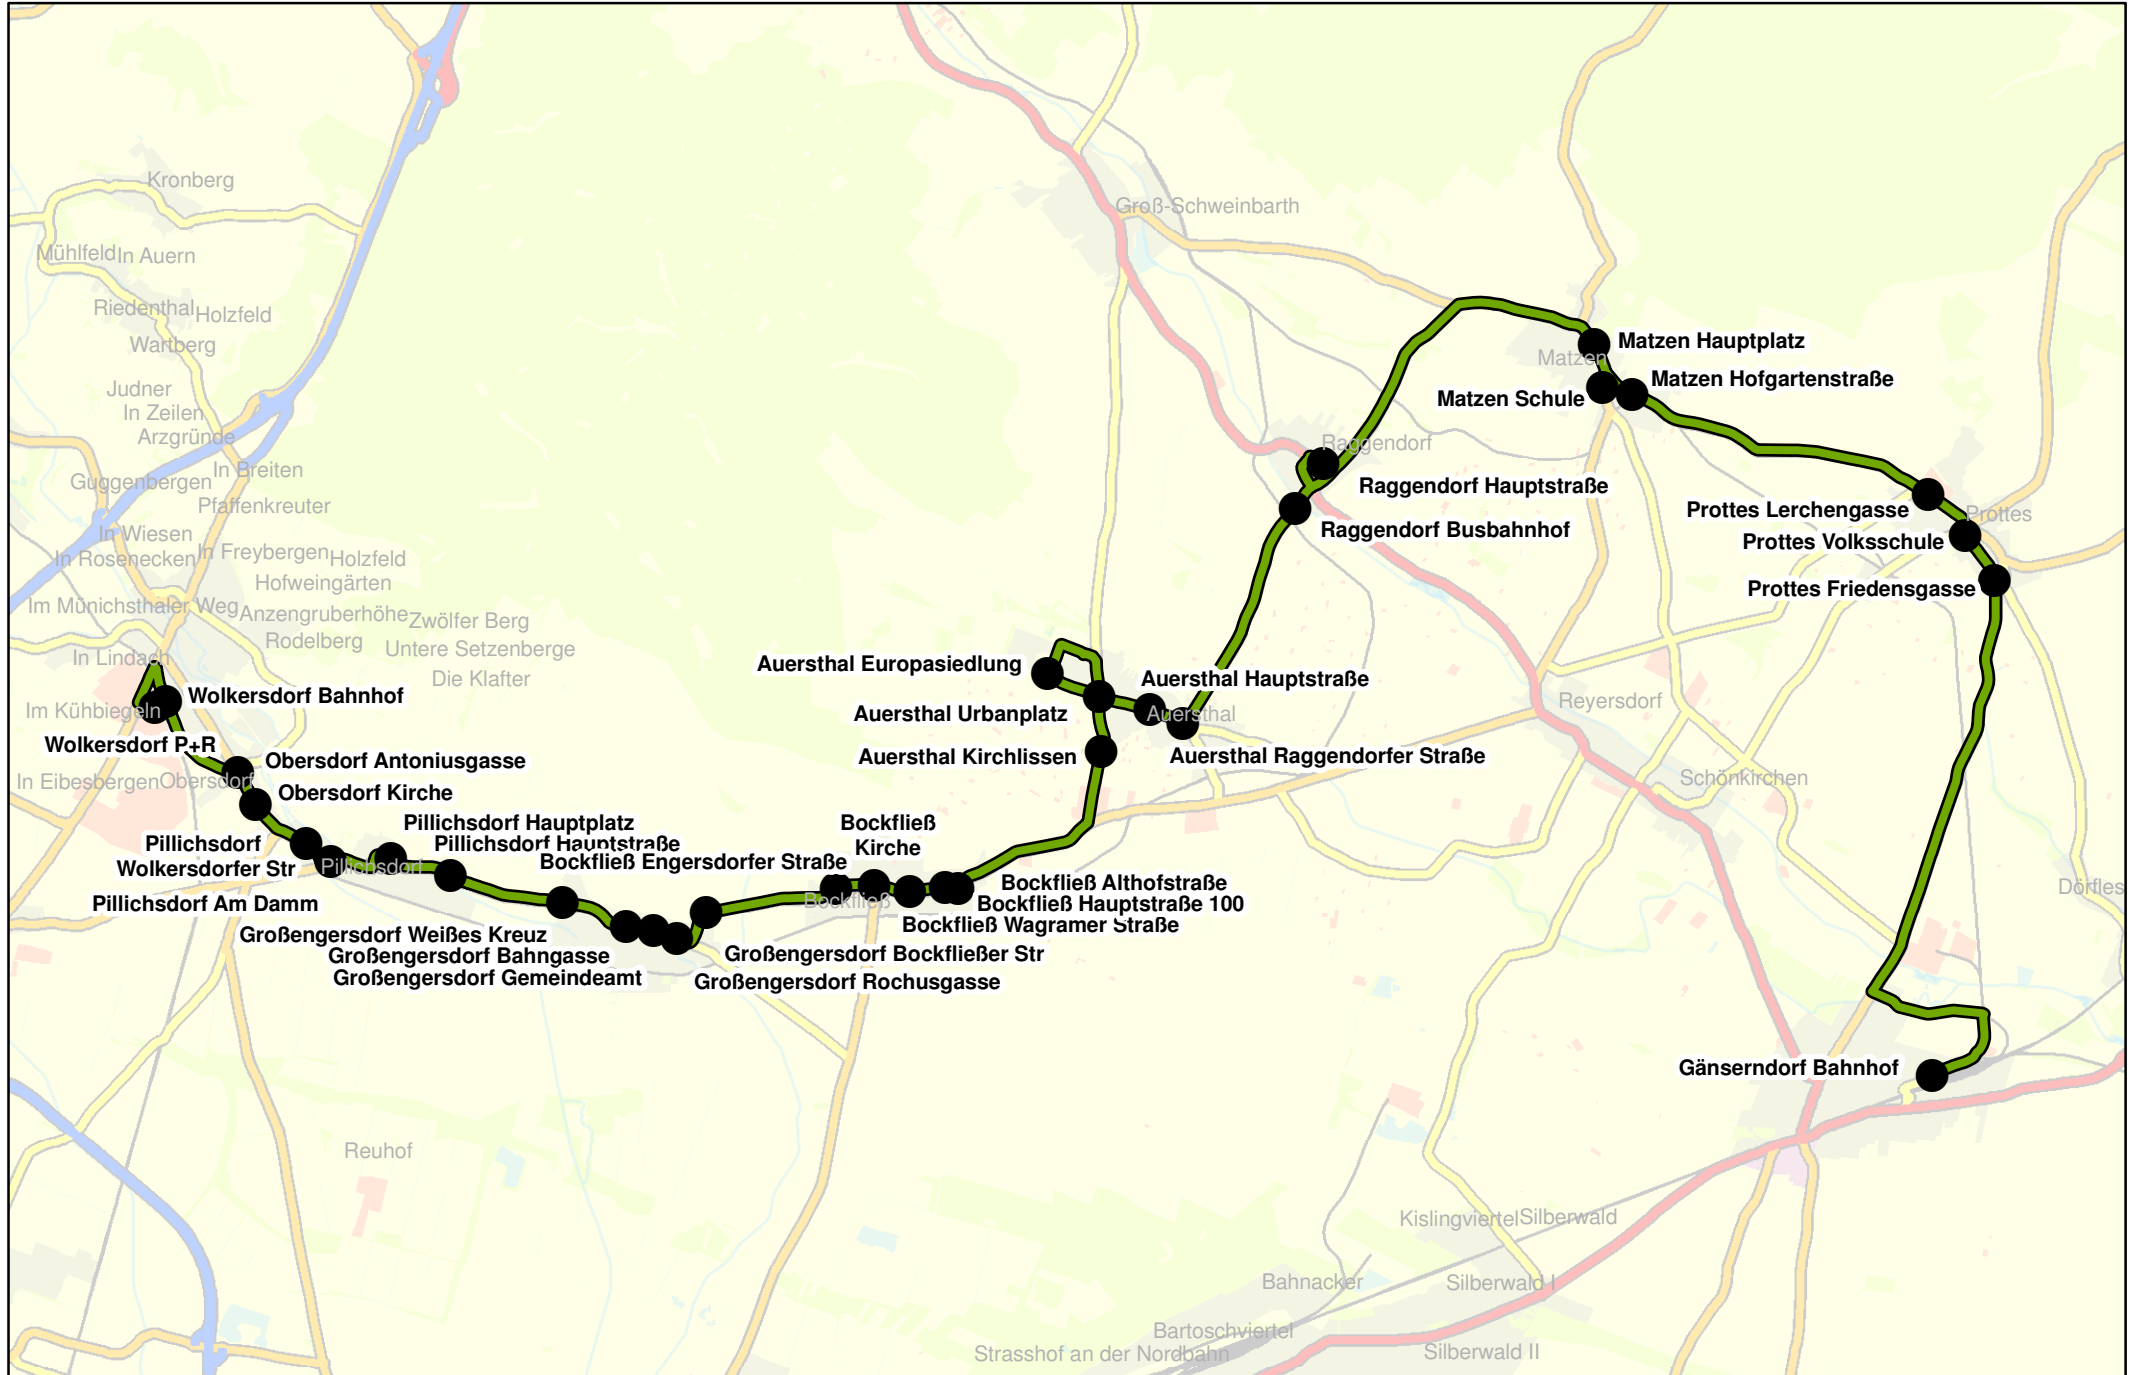 Kronberg
Groß-Schweinbarth
Mühlfeld
In Auern
Riedenthal
Holzfeld
Wartberg
Matzen Hauptplatz
Matzen
Matzen Hofgartenstraße
Matzen Schule
Judner
In Zeilen
Arzgründe
Raggendorf
In Breiten
Guggenbergen
Raggendorf Hauptstraße
Pfaffenkreuter
Prottes Lerchengasse
Prottes
Raggendorf Busbahnhof
In Wiesen
Prottes Volksschule
In Rosenecken
In Freybergen
Holzfeld
Hofweingärten
Prottes Friedensgasse
Im Münichsthaler Weg
Anzengruberhöhe
Zwölfer Berg
Rodelberg
Untere Setzenberge
In Lindach
Auersthal Europasiedlung
Die Klafter
Auersthal Hauptstraße
Wolkersdorf Bahnhof
Reyersdorf
Im Kühbiegeln
Auersthal Urbanplatz
Auersthal
Wolkersdorf P+R
Auersthal Kirchlissen
Auersthal Raggendorfer Straße
Obersdorf Antoniusgasse
In Eibesbergen
Obersdorf
Schönkirchen
Obersdorf Kirche
Pillichsdorf Hauptplatz
Bockfließ
Kirche
Pillichsdorf
Wolkersdorfer Str
Pillichsdorf Hauptstraße
Bockfließ Engersdorfer Straße
Pillichsdorf
Bockfließ Althofstraße
Dörfles
Bockfließ
Pillichsdorf Am Damm
Bockfließ Hauptstraße 100
Bockfließ Wagramer Straße
Großengersdorf Weißes Kreuz
Großengersdorf Bahngasse
Großengersdorf Bockfließer Str
Großengersdorf Gemeindeamt
Großengersdorf Rochusgasse
Gänserndorf Bahnhof
Reuhof
Kislingviertel
Silberwald
Bahnacker
Silberwald I
Bartoschviertel
Strasshof an der Nordbahn
Silberwald II